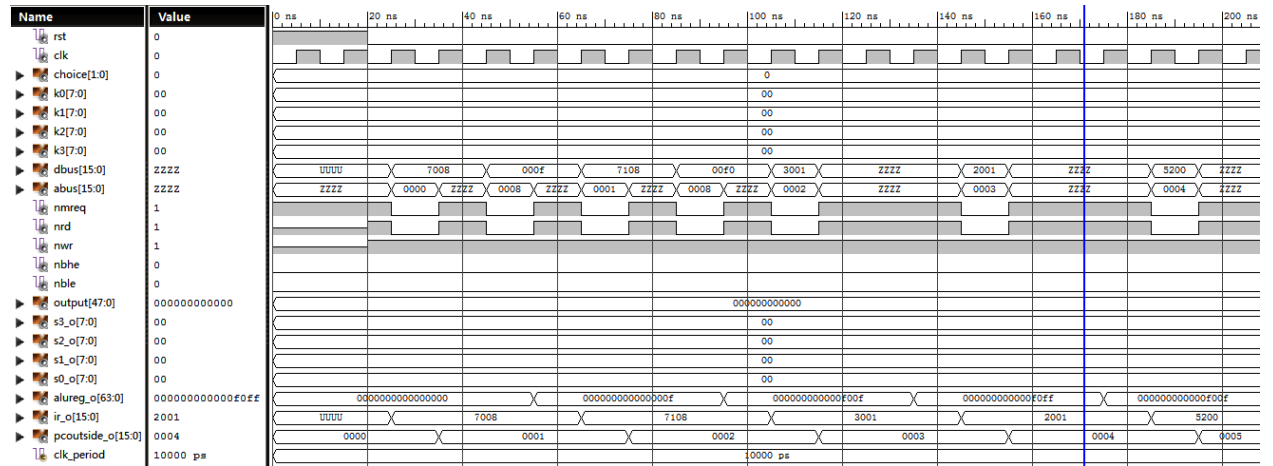 Name Value 0 ns 20 ns 40 ns 60 ns 80 ns 100 ns 120 ns 140 ns 160 ns 180 ns 200 ns
rst 0
clk 0
choice[1:0] 0 0
k0[7:0] 00 00
k1[7:0] 00 00
k2[7:0] 00 00
k3[7:0] 00 00
dbus[15:0] ZZZZ UUUU 7008 000f 7108 00f0 3001 ZZZZ 2001 ZZZZ 5200 ZZZZ
abus[15:0] ZZZZ ZZZZ 0000 ZZZZ 0008 ZZZZ 0001 ZZZZ 0008 ZZZZ 0002 ZZZZ 0003 ZZZZ 0004 ZZZZ
nmreq 1
nrd 1
nwr 1
nbhe 0
nble 0
output[47:0] 000000000000 000000000000
s3_o[7:0] 00 00
s2_o[7:0] 00 00
s1_o[7:0] 00 00
s0_o[7:0] 00 00
alureg_o[63:0] 000000000000f0ff 0000000000000000 000000000000000f 000000000000f00f 000000000000f0ff 000000000000f00f
ir_o[15:0] 2001 UUUU 7008 7108 3001 2001 5200
pcoutside_o[15:0] 0004 0000 0001 0002 0003 0004 0005
clk_period 10000 ps 10000 ps